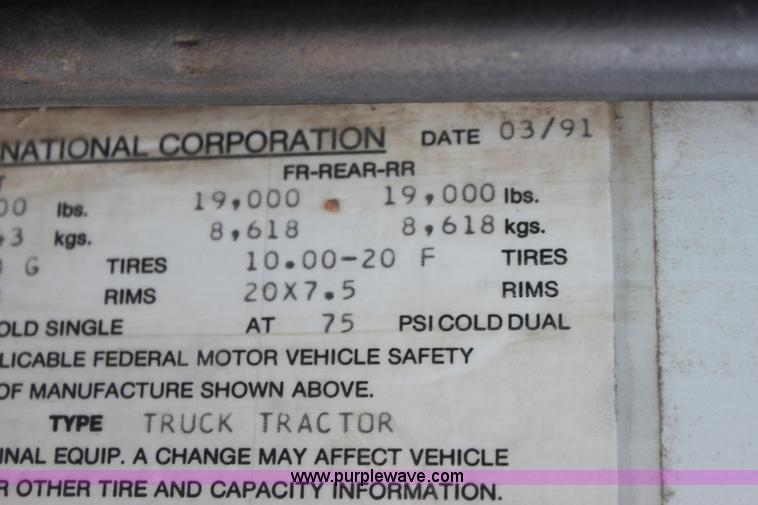 NATIONAL CORPORATION DATE 03/91
FR-REAR-RR
00 lbs. 19,000 19,000 lbs.
3 kgs. 8,618 8,618 kgs.
G TIRES 10.00-20 F TIRES
RIMS 20X7.5 RIMS
OLD SINGLE AT 75 PSI COLD DUAL
LICABLE FEDERAL MOTOR VEHICLE SAFETY
OF MANUFACTURE SHOWN ABOVE.
TYPE TRUCK TRACTOR
INAL EQUIP. A CHANGE MAY AFFECT VEHICLE
www.purplewave.com
R OTHER TIRE AND CAPACITY INFORMATION.